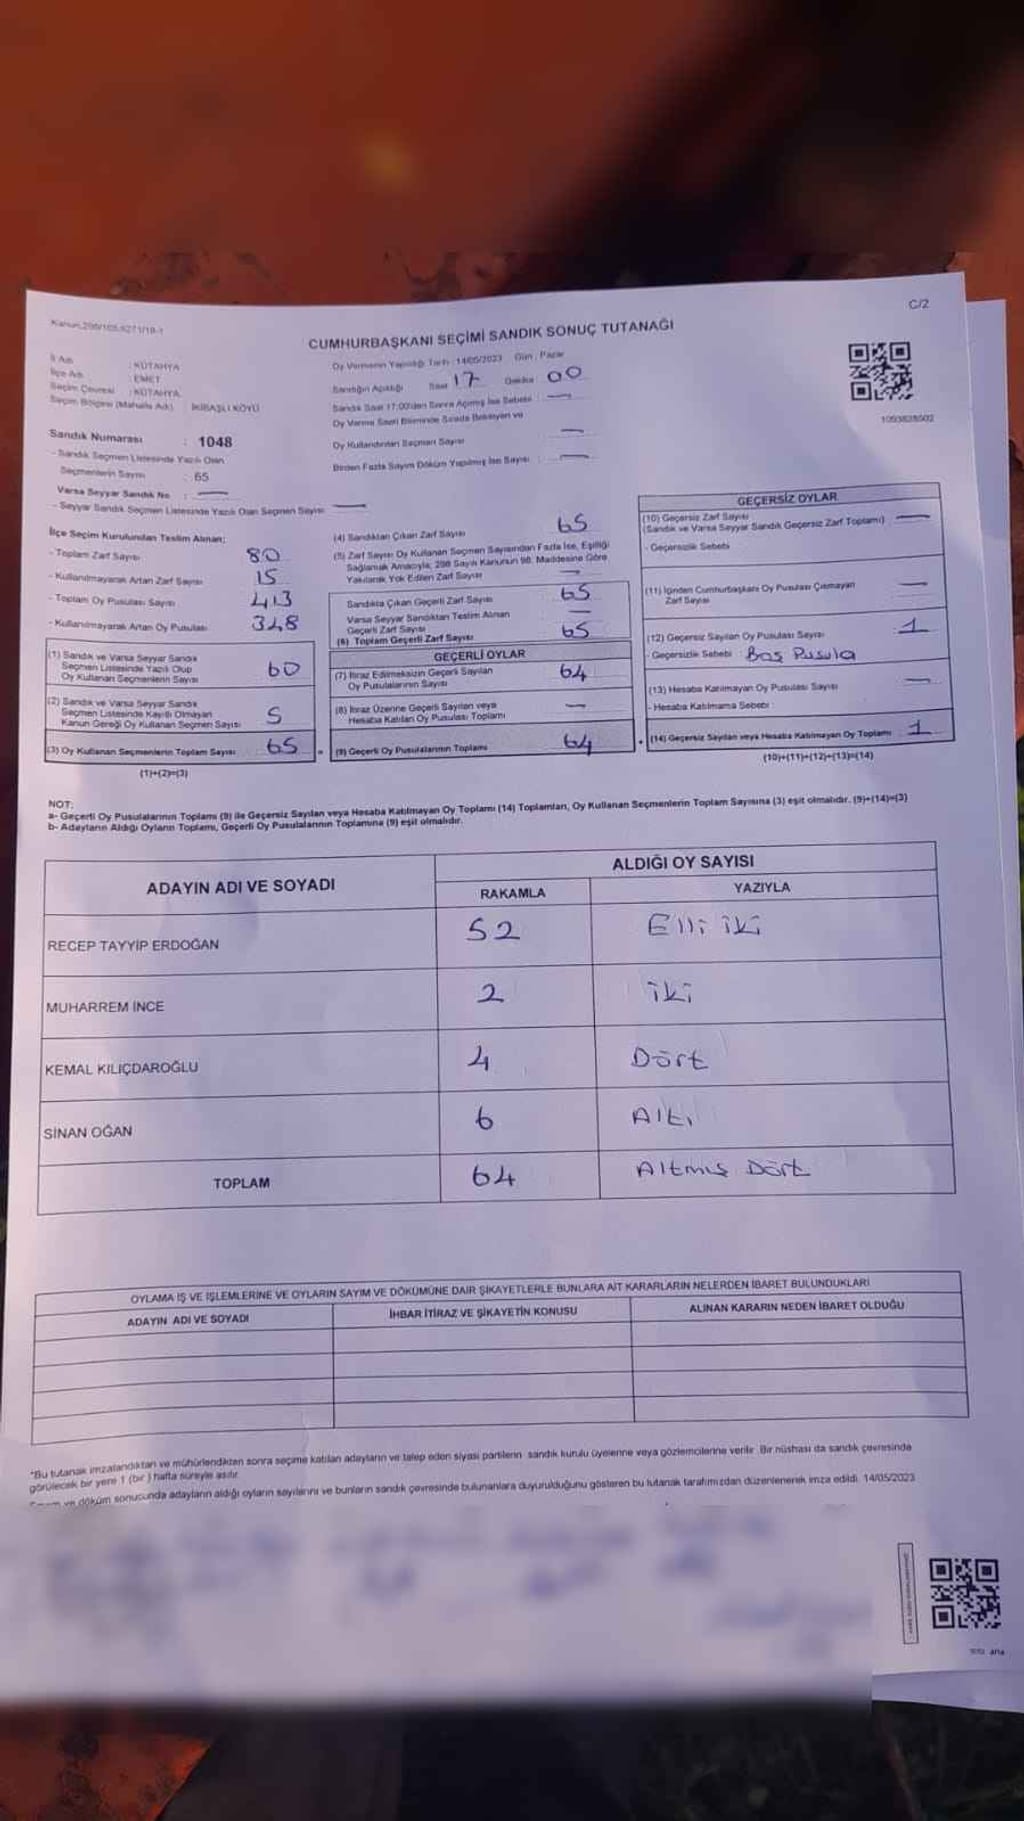 C/2
CUMHURBAŞKANI SEÇİMİ SANDIK SONUÇ TUTANAĞI
İl Adı : KÜTAHYA
İlçe Adı : EMET
Seçim Çevresi : KÜTAHYA
Seçim Bölgesi (Mahalle Adı) : İKİBAŞLI KÖYÜ
Sandık Numarası : 1048
- Sandık Seçmen Listesinde Yazılı Olan
Seçmenlerin Sayısı : 65
Varsa Seyyar Sandık No : —
- Seyyar Sandık Seçmen Listesinde Yazılı Olan Seçmen Sayısı —
Oy Vermenin Yapıldığı Tarih : 14/05/2023 Gün : Pazar
Sandığın Açıldığı Saat 17 Dakika 00
Sandık Saat 17:00'den Sonra Açılmış İse Sebebi : —
Oy Verme Saati Bitiminde Sırada Bekleyen ve
Oy Kullandırılan Seçmen Sayısı —
Birden Fazla Sayım Döküm Yapılmış İse Sayısı : —
1093828502
İlçe Seçim Kurulundan Teslim Alınan;
- Toplam Zarf Sayısı 80
- Kullanılmayarak Artan Zarf Sayısı 15
- Toplam Oy Pusulası Sayısı 413
- Kullanılmayarak Artan Oy Pusulası 348
(1) Sandık ve Varsa Seyyar Sandık
Seçmen Listesinde Yazılı Olup
Oy Kullanan Seçmenlerin Sayısı 60
(2) Sandık ve Varsa Seyyar Sandık
Seçmen Listesinde Kayıtlı Olmayan
Kanun Gereği Oy Kullanan Seçmen Sayısı 5
(3) Oy Kullanan Seçmenlerin Toplam Sayısı 65
(1)+(2)=(3)
(4) Sandıktan Çıkan Zarf Sayısı 65
(5) Zarf Sayısı Oy Kullanan Seçmen Sayısından Fazla İse, Eşitliği
Sağlamak Amacıyla; 298 Sayılı Kanunun 98. Maddesine Göre
Yakılarak Yok Edilen Zarf Sayısı —
Sandıkta Çıkan Geçerli Zarf Sayısı 65
Varsa Seyyar Sandıktan Teslim Alınan
Geçerli Zarf Sayısı —
(6) Toplam Geçerli Zarf Sayısı 65
GEÇERLİ OYLAR
(7) İtiraz Edilmeksizin Geçerli Sayılan
Oy Pusulalarının Sayısı 64
(8) İtiraz Üzerine Geçerli Sayılan veya
Hesaba Katılan Oy Pusulası Toplamı —
(9) Geçerli Oy Pusulalarının Toplamı 64
GEÇERSİZ OYLAR
(10) Geçersiz Zarf Sayısı
(Sandık ve Varsa Seyyar Sandık Geçersiz Zarf Toplamı) —
- Geçersizlik Sebebi
(11) İçinden Cumhurbaşkanı Oy Pusulası Çıkmayan
Zarf Sayısı —
(12) Geçersiz Sayılan Oy Pusulası Sayısı 1
- Geçersizlik Sebebi : Boş Pusula
(13) Hesaba Katılmayan Oy Pusulası Sayısı —
- Hesaba Katılmama Sebebi :
(14) Geçersiz Sayılan veya Hesaba Katılmayan Oy Toplamı 1
(10)+(11)+(12)+(13)=(14)
NOT:
a- Geçerli Oy Pusulalarının Toplamı (9) ile Geçersiz Sayılan veya Hesaba Katılmayan Oy Toplamı (14) Toplamları, Oy Kullanan Seçmenlerin Toplam Sayısına (3) eşit olmalıdır. (9)+(14)=(3)
b- Adayların Aldığı Oyların Toplamı, Geçerli Oy Pusulalarının Toplamına (9) eşit olmalıdır.
ADAYIN ADI VE SOYADI ALDIĞI OY SAYISI
RAKAMLA YAZIYLA
RECEP TAYYİP ERDOĞAN 52 Elli iki
MUHARREM İNCE 2 iki
KEMAL KILIÇDAROĞLU 4 Dört
SİNAN OĞAN 6 Altı
TOPLAM 64 Altmış Dört
OYLAMA İŞ VE İŞLEMLERİNE VE OYLARIN SAYIM VE DÖKÜMÜNE DAİR ŞİKAYETLERLE BUNLARA AİT KARARLARIN NELERDEN İBARET BULUNDUKLARI
ADAYIN ADI VE SOYADI İHBAR İTİRAZ VE ŞİKAYETİN KONUSU ALINAN KARARIN NEDEN İBARET OLDUĞU
*Bu tutanak imzalandıktan ve mühürlendikten sonra seçime katılan adayların ve talep eden siyasi partilerin sandık kurulu üyelerine veya gözlemcilerine verilir. Bir nüshası da sandık çevresinde
görülecek bir yere 1 (bir) hafta süreyle asılır.
ve döküm sonucunda adayların aldığı oyların sayılarını ve bunların sandık çevresinde bulunanlara duyurulduğunu gösteren bu tutanak tarafımızdan düzenlenerek imza edildi. 14/05/2023